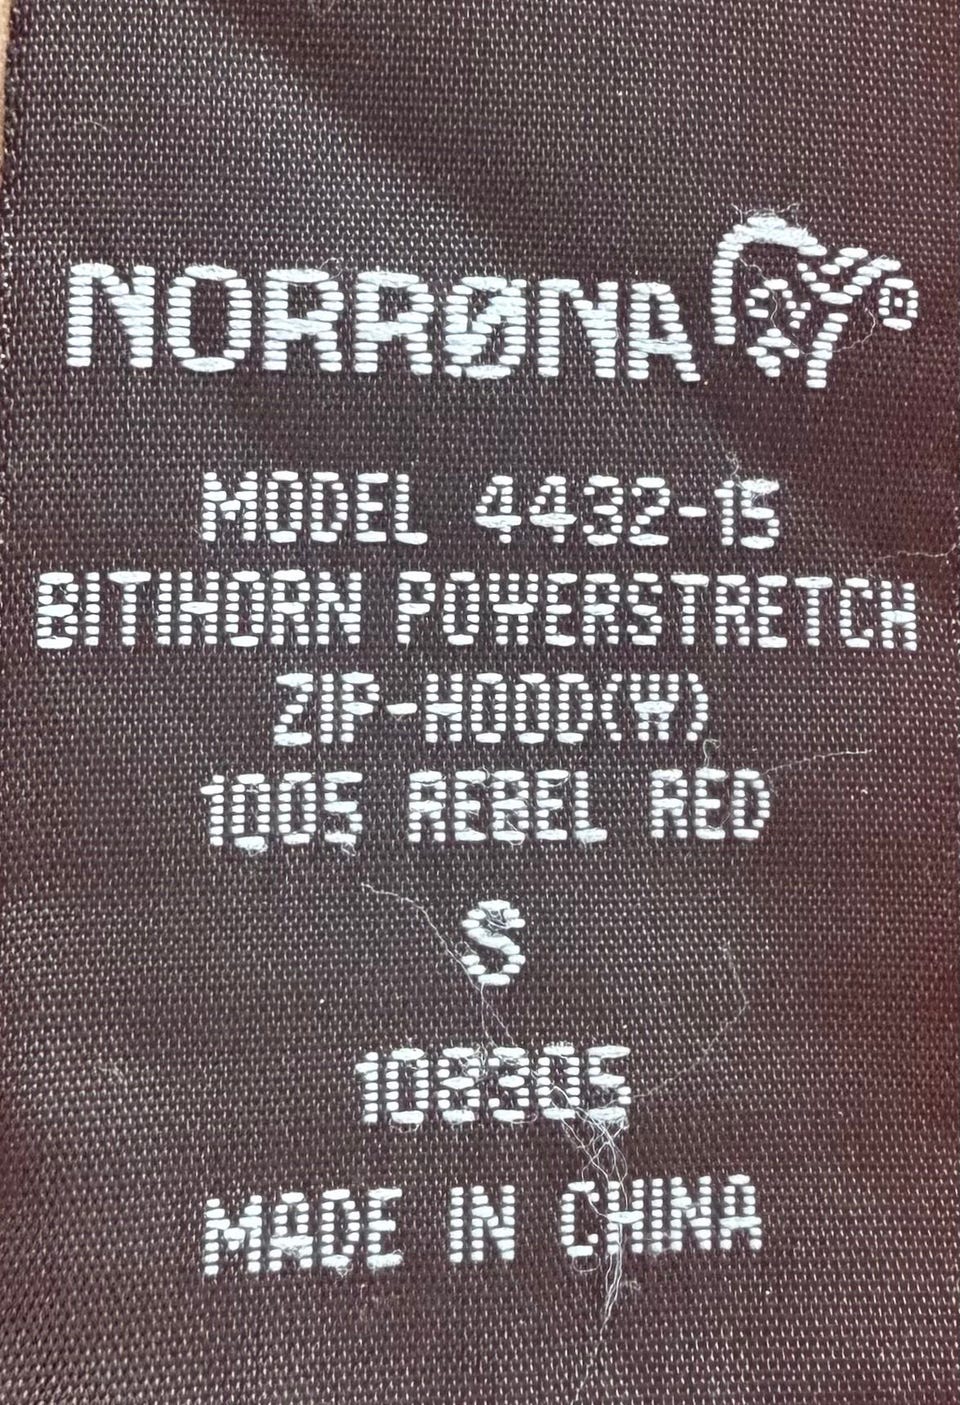 NORRØNA
MODEL 4432-15
BITIHORN POWERSTRETCH
ZIP-HOOD(W)
1005 REBEL RED
S
108305
MADE IN CHINA